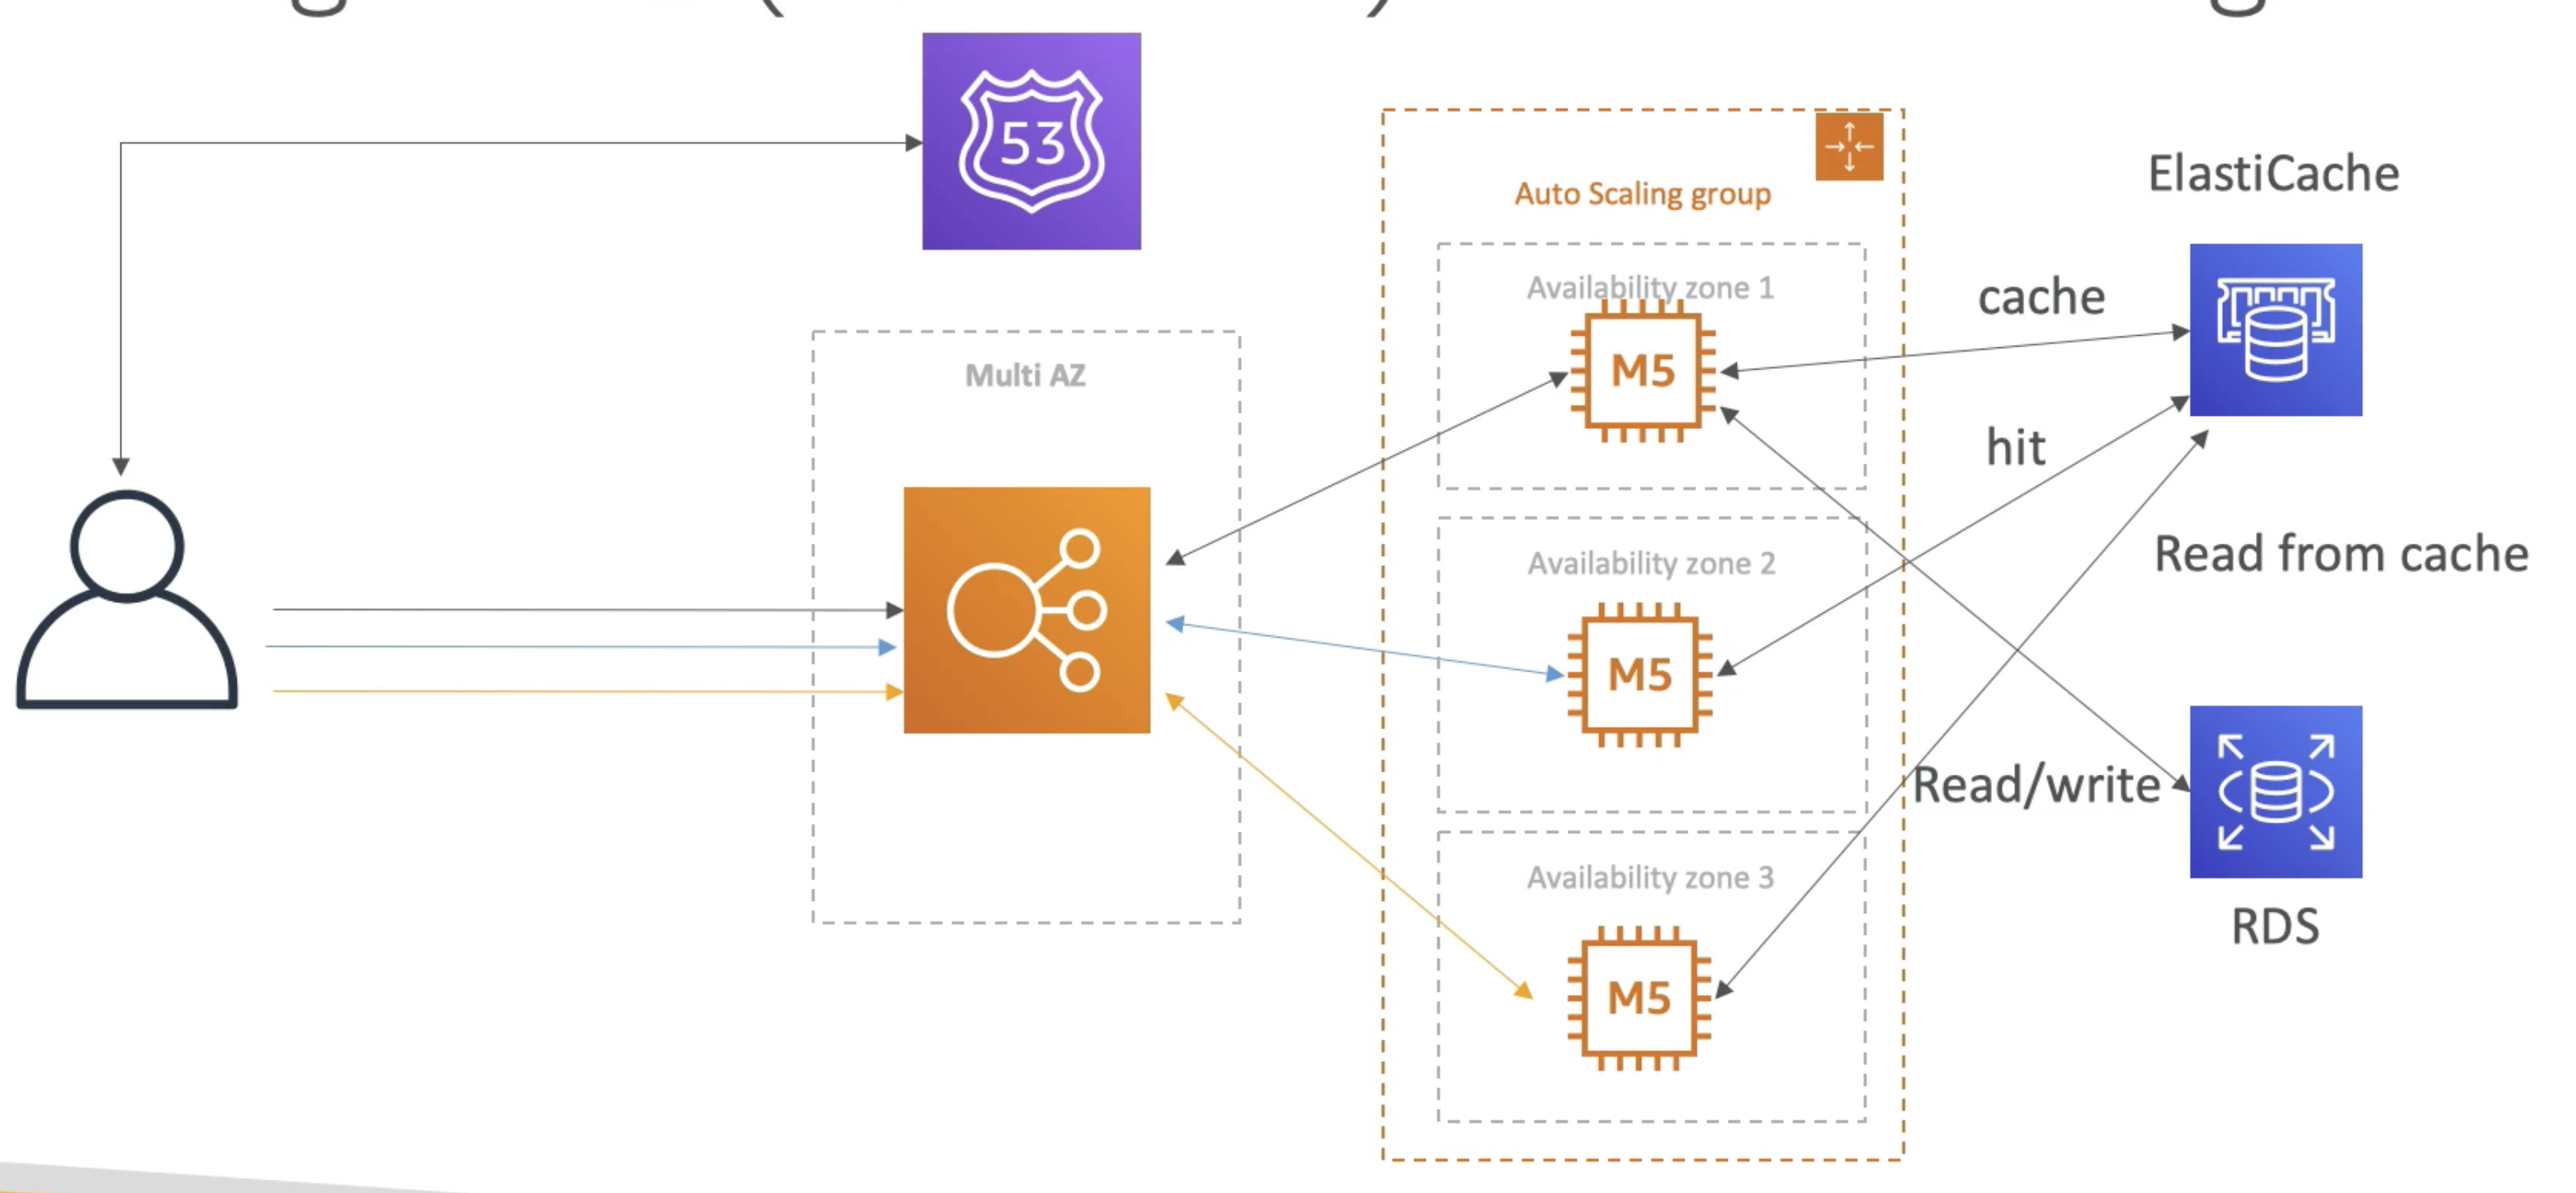 53
Auto Scaling group
ElastiCache
Availability zone 1
cache
M5
Multi AZ
hit
Availability zone 2
Read from cache
M5
Read/write
Availability zone 3
RDS
M5